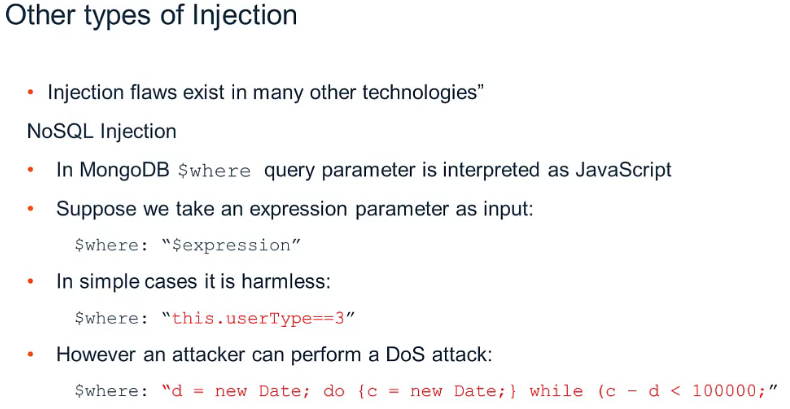 Other types of Injection
• Injection flaws exist in many other technologies”
NoSQL Injection
• In MongoDB $where query parameter is interpreted as JavaScript
• Suppose we take an expression parameter as input:
$where: “$expression”
• In simple cases it is harmless:
$where: “this.userType==3”
• However an attacker can perform a DoS attack:
$where: “d = new Date; do {c = new Date;} while (c - d < 100000;”